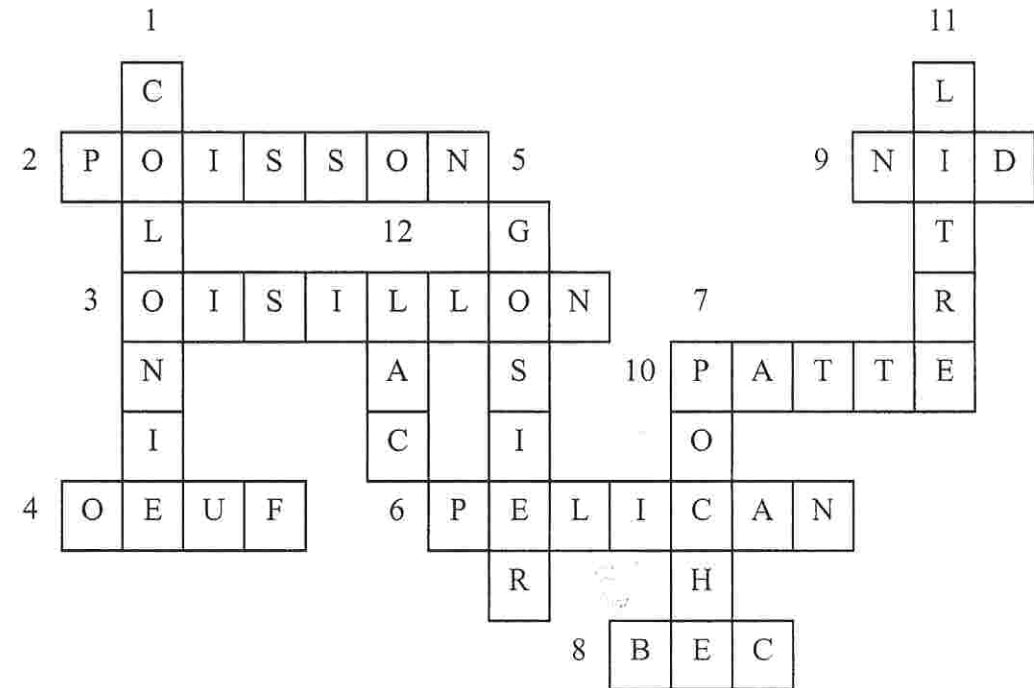 1 11
C L
2 P O I S S O N 5 9 N I D
L 12 G T
3 O I S I L L O N 7 R
N A S 10 P A T T E
I C I O
4 O E U F 6 P E L I C A N
R H
8 B E C